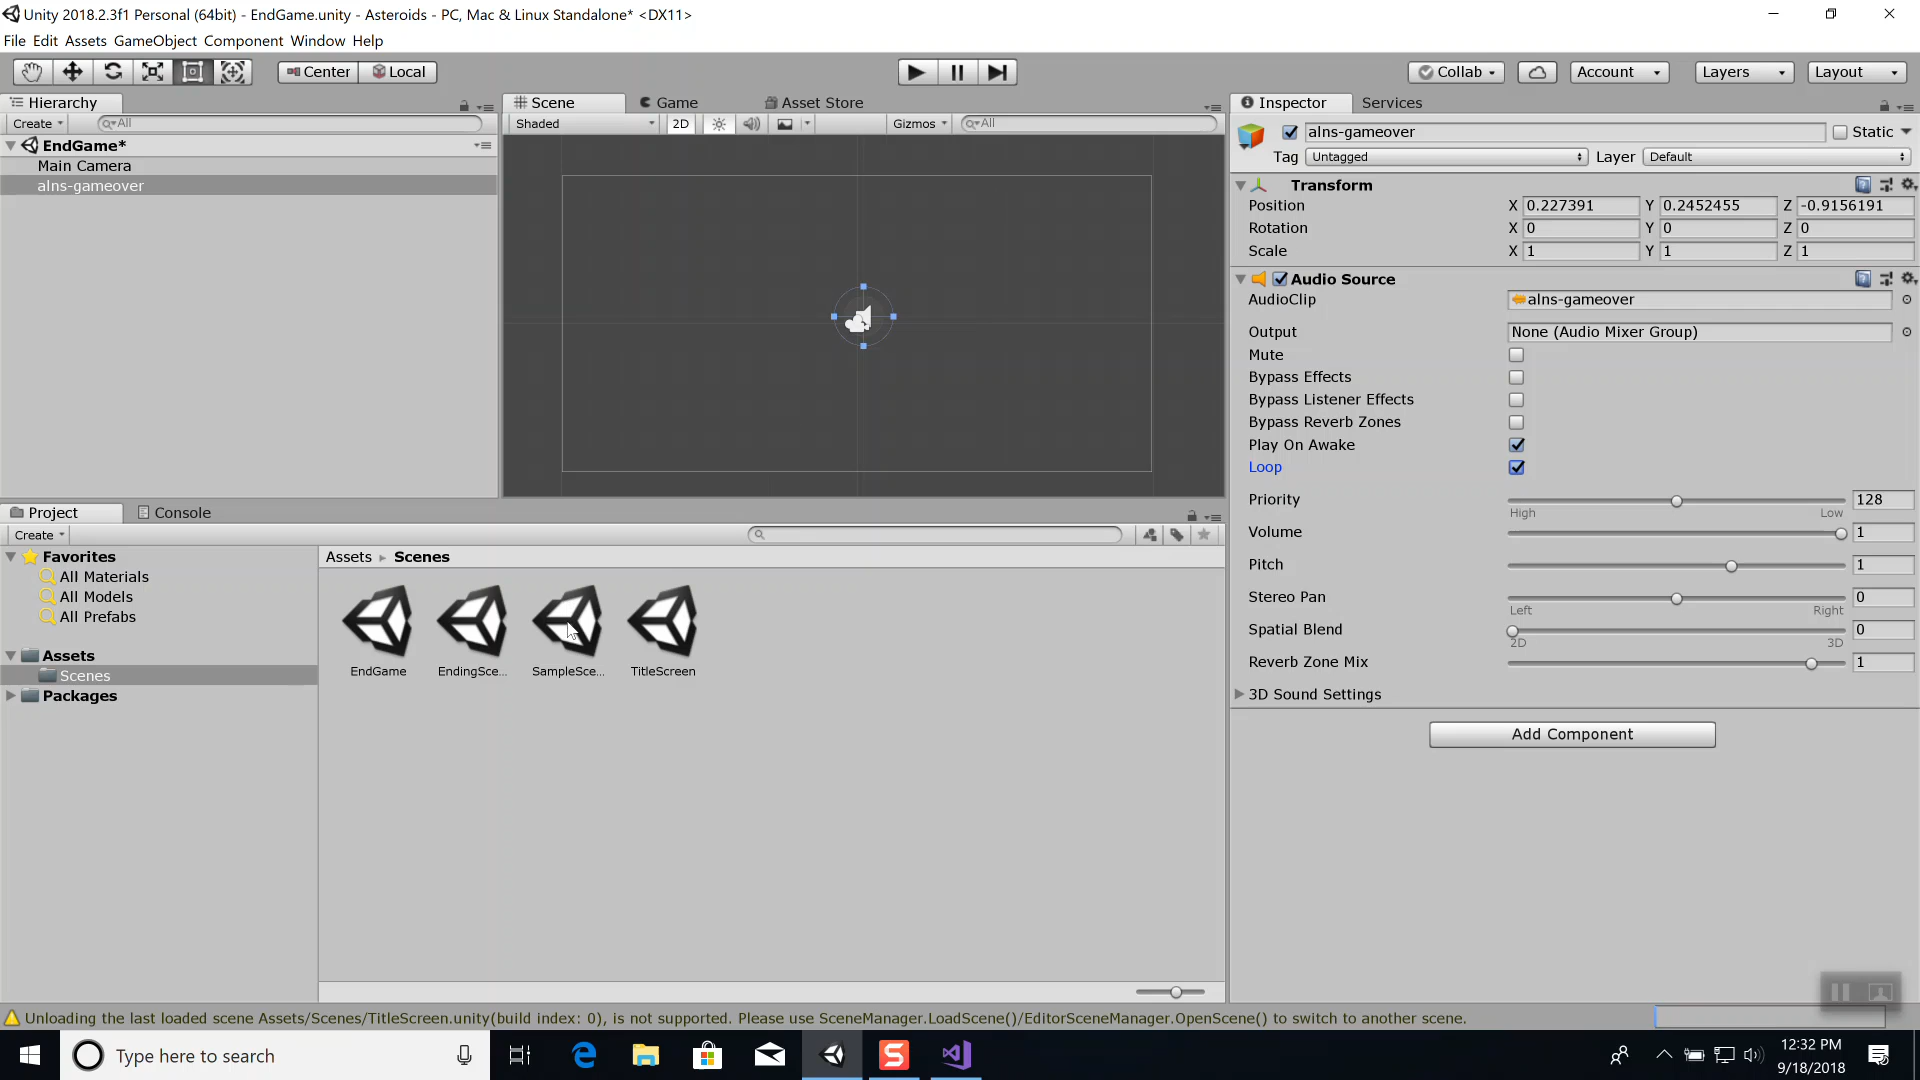 Unity 2018.2.3f1 Personal (64bit) - EndGame.unity - Asteroids - PC, Mac & Linux Standalone* <DX11>
File Edit Assets GameObject Component Window Help
Center Local Collab Account Layers Layout
Hierarchy
Create All
EndGame*
Main Camera
alns-gameover
Scene Game Asset Store
Shaded 2D Gizmos All
Project Console
Create
Favorites
All Materials
All Models
All Prefabs
Assets
Scenes
Packages
Assets Scenes
EndGame EndingSce... SampleSce... TitleScreen
Inspector Services
alns-gameover Static
Tag Untagged Layer Default
Transform
Position X 0.227391 Y 0.2452455 Z -0.9156191
Rotation X 0 Y 0 Z 0
Scale X 1 Y 1 Z 1
Audio Source
AudioClip alns-gameover
Output None (Audio Mixer Group)
Mute
Bypass Effects
Bypass Listener Effects
Bypass Reverb Zones
Play On Awake
Loop
Priority 128
High Low
Volume 1
Pitch 1
Stereo Pan 0
Left Right
Spatial Blend 0
2D 3D
Reverb Zone Mix 1
3D Sound Settings
Add Component
Unloading the last loaded scene Assets/Scenes/TitleScreen.unity(build index: 0), is not supported. Please use SceneManager.LoadScene()/EditorSceneManager.OpenScene() to switch to another scene.
Type here to search
12:32 PM
9/18/2018